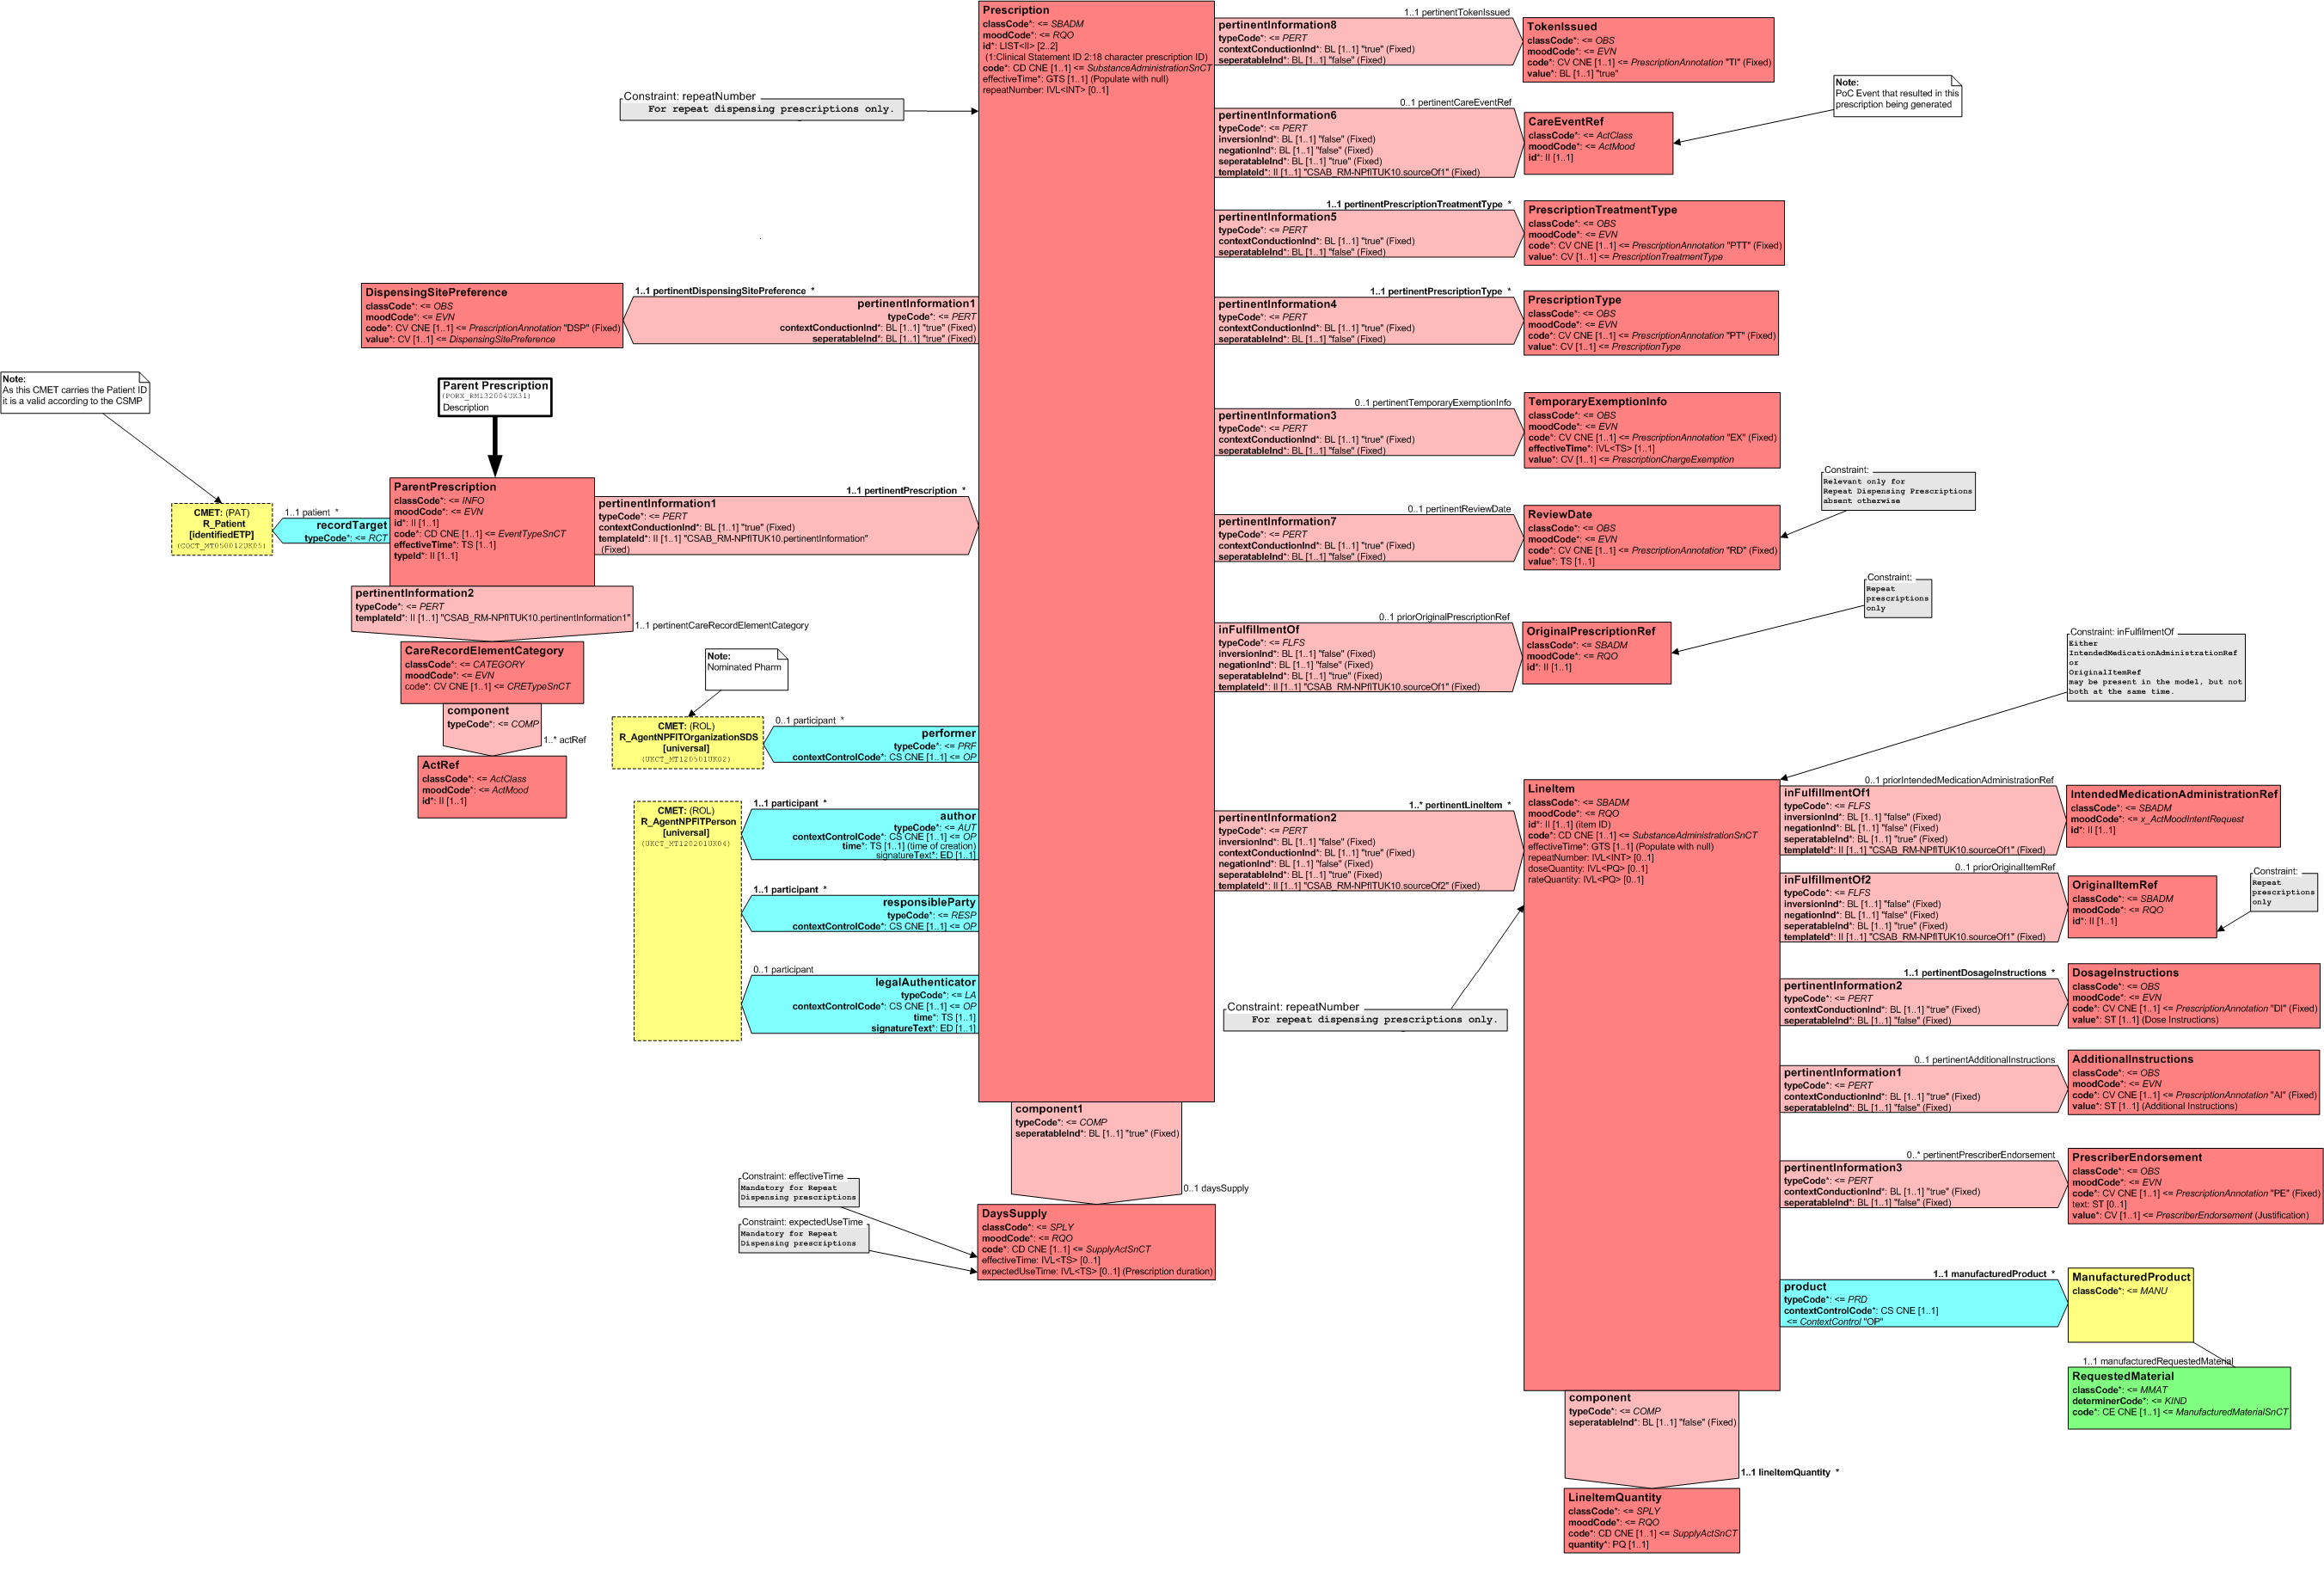 Prescription
classCode*: <= SBADM
moodCode*: <= RQO
id*: LIST<II> [2..2]
(1:Clinical Statement ID 2:18 character prescription ID)
code*: CD CNE [1..1] <= SubstanceAdministrationSnCT
effectiveTime*: GTS [1..1] (Populate with null)
repeatNumber: IVL<INT> [0..1]
Constraint: repeatNumber
For repeat dispensing prescriptions only.
1..1 pertinentTokenIssued
pertinentInformation8
typeCode*: <= PERT
contextConductionInd*: BL [1..1] "true" (Fixed)
seperatableInd*: BL [1..1] "false" (Fixed)
TokenIssued
classCode*: <= OBS
moodCode*: <= EVN
code*: CV CNE [1..1] <= PrescriptionAnnotation "TI" (Fixed)
value*: BL [1..1] "true"
Note:
PoC Event that resulted in this
prescription being generated
0..1 pertinentCareEventRef
pertinentInformation6
typeCode*: <= PERT
inversionInd*: BL [1..1] "false" (Fixed)
negationInd*: BL [1..1] "false" (Fixed)
seperatableInd*: BL [1..1] "true" (Fixed)
templateId*: II [1..1] "CSAB_RM-NPfITUK10.sourceOf1" (Fixed)
CareEventRef
classCode*: <= ActClass
moodCode*: <= ActMood
id*: II [1..1]
1..1 pertinentPrescriptionTreatmentType *
pertinentInformation5
typeCode*: <= PERT
contextConductionInd*: BL [1..1] "true" (Fixed)
seperatableInd*: BL [1..1] "false" (Fixed)
PrescriptionTreatmentType
classCode*: <= OBS
moodCode*: <= EVN
code*: CV CNE [1..1] <= PrescriptionAnnotation "PTT" (Fixed)
value*: CV [1..1] <= PrescriptionTreatmentType
DispensingSitePreference
classCode*: <= OBS
moodCode*: <= EVN
code*: CV CNE [1..1] <= PrescriptionAnnotation "DSP" (Fixed)
value*: CV [1..1] <= DispensingSitePreference
1..1 pertinentDispensingSitePreference *
pertinentInformation1
typeCode*: <= PERT
contextConductionInd*: BL [1..1] "true" (Fixed)
seperatableInd*: BL [1..1] "true" (Fixed)
1..1 pertinentPrescriptionType *
pertinentInformation4
typeCode*: <= PERT
contextConductionInd*: BL [1..1] "true" (Fixed)
seperatableInd*: BL [1..1] "false" (Fixed)
PrescriptionType
classCode*: <= OBS
moodCode*: <= EVN
code*: CV CNE [1..1] <= PrescriptionAnnotation "PT" (Fixed)
value*: CV [1..1] <= PrescriptionType
Note:
As this CMET carries the Patient ID
it is a valid according to the CSMP
Parent Prescription
(PORX_RM132004UK31)
Description
0..1 pertinentTemporaryExemptionInfo
pertinentInformation3
typeCode*: <= PERT
contextConductionInd*: BL [1..1] "true" (Fixed)
seperatableInd*: BL [1..1] "false" (Fixed)
TemporaryExemptionInfo
classCode*: <= OBS
moodCode*: <= EVN
code*: CV CNE [1..1] <= PrescriptionAnnotation "EX" (Fixed)
effectiveTime*: IVL<TS> [1..1]
value*: CV [1..1] <= PrescriptionChargeExemption
CMET: (PAT)
R_Patient
[identifiedETP]
(COCT_MT050012UK05)
1..1 patient *
recordTarget
typeCode*: <= RCT
ParentPrescription
classCode*: <= INFO
moodCode*: <= EVN
id*: II [1..1]
code*: CD CNE [1..1] <= EventTypeSnCT
effectiveTime*: TS [1..1]
typeId*: II [1..1]
1..1 pertinentPrescription *
pertinentInformation1
typeCode*: <= PERT
contextConductionInd*: BL [1..1] "true" (Fixed)
templateId*: II [1..1] "CSAB_RM-NPfITUK10.pertinentInformation"
(Fixed)
Constraint:
Relevant only for
Repeat Dispensing Prescriptions
absent otherwise
0..1 pertinentReviewDate
pertinentInformation7
typeCode*: <= PERT
contextConductionInd*: BL [1..1] "true" (Fixed)
seperatableInd*: BL [1..1] "false" (Fixed)
ReviewDate
classCode*: <= OBS
moodCode*: <= EVN
code*: CV CNE [1..1] <= PrescriptionAnnotation "RD" (Fixed)
value*: TS [1..1]
pertinentInformation2
typeCode*: <= PERT
templateId*: II [1..1] "CSAB_RM-NPfITUK10.pertinentInformation1"
1..1 pertinentCareRecordElementCategory
CareRecordElementCategory
classCode*: <= CATEGORY
moodCode*: <= EVN
code*: CV CNE [1..1] <= CRETypeSnCT
component
typeCode*: <= COMP
1..* actRef
ActRef
classCode*: <= ActClass
moodCode*: <= ActMood
id*: II [1..1]
Constraint:
Repeat
prescriptions
only
0..1 priorOriginalPrescriptionRef
inFulfillmentOf
typeCode*: <= FLFS
inversionInd*: BL [1..1] "false" (Fixed)
negationInd*: BL [1..1] "false" (Fixed)
seperatableInd*: BL [1..1] "true" (Fixed)
templateId*: II [1..1] "CSAB_RM-NPfITUK10.sourceOf1" (Fixed)
OriginalPrescriptionRef
classCode*: <= SBADM
moodCode*: <= RQO
id*: II [1..1]
Constraint: inFulfilmentOf
Either
IntendedMedicationAdministrationRef
or
OriginalItemRef
may be present in the model, but not
both at the same time.
Note:
Nominated Pharm
CMET: (ROL)
R_AgentNPFITOrganizationSDS
[universal]
(UKCT_MT120501UK02)
0..1 participant *
performer
typeCode*: <= PRF
contextControlCode*: CS CNE [1..1] <= OP
CMET: (ROL)
R_AgentNPfITPerson
[universal]
(UKCT_MT120201UK04)
1..1 participant *
author
typeCode*: <= AUT
contextControlCode*: CS CNE [1..1] <= OP
time*: TS [1..1] (time of creation)
signatureText*: ED [1..1]
1..1 participant *
responsibleParty
typeCode*: <= RESP
contextControlCode*: CS CNE [1..1] <= OP
0..1 participant
legalAuthenticator
typeCode*: <= LA
contextControlCode*: CS CNE [1..1] <= OP
time*: TS [1..1]
signatureText*: ED [1..1]
1..* pertinentLineItem *
pertinentInformation2
typeCode*: <= PERT
inversionInd*: BL [1..1] "false" (Fixed)
contextConductionInd*: BL [1..1] "true" (Fixed)
negationInd*: BL [1..1] "false" (Fixed)
seperatableInd*: BL [1..1] "true" (Fixed)
templateId*: II [1..1] "CSAB_RM-NPfITUK10.sourceOf2" (Fixed)
LineItem
classCode*: <= SBADM
moodCode*: <= RQO
id*: II [1..1] (item ID)
code*: CD CNE [1..1] <= SubstanceAdministrationSnCT
effectiveTime*: GTS [1..1] (Populate with null)
repeatNumber: IVL<INT> [0..1]
doseQuantity: IVL<PQ> [0..1]
rateQuantity: IVL<PQ> [0..1]
0..1 priorIntendedMedicationAdministrationRef
inFulfillmentOf1
typeCode*: <= FLFS
inversionInd*: BL [1..1] "false" (Fixed)
negationInd*: BL [1..1] "false" (Fixed)
seperatableInd*: BL [1..1] "true" (Fixed)
templateId*: II [1..1] "CSAB_RM-NPfITUK10.sourceOf1" (Fixed)
IntendedMedicationAdministrationRef
classCode*: <= SBADM
moodCode*: <= x_ActMoodIntentRequest
id*: II [1..1]
0..1 priorOriginalItemRef
inFulfillmentOf2
typeCode*: <= FLFS
inversionInd*: BL [1..1] "false" (Fixed)
negationInd*: BL [1..1] "false" (Fixed)
seperatableInd*: BL [1..1] "true" (Fixed)
templateId*: II [1..1] "CSAB_RM-NPfITUK10.sourceOf1" (Fixed)
OriginalItemRef
classCode*: <= SBADM
moodCode*: <= RQO
id*: II [1..1]
Constraint:
Repeat
prescriptions
only
Constraint: repeatNumber
For repeat dispensing prescriptions only.
1..1 pertinentDosageInstructions *
pertinentInformation2
typeCode*: <= PERT
contextConductionInd*: BL [1..1] "true" (Fixed)
seperatableInd*: BL [1..1] "false" (Fixed)
DosageInstructions
classCode*: <= OBS
moodCode*: <= EVN
code*: CV CNE [1..1] <= PrescriptionAnnotation "DI" (Fixed)
value*: ST [1..1] (Dose Instructions)
0..1 pertinentAdditionalInstructions
pertinentInformation1
typeCode*: <= PERT
contextConductionInd*: BL [1..1] "true" (Fixed)
seperatableInd*: BL [1..1] "false" (Fixed)
AdditionalInstructions
classCode*: <= OBS
moodCode*: <= EVN
code*: CV CNE [1..1] <= PrescriptionAnnotation "AI" (Fixed)
value*: ST [1..1] (Additional Instructions)
0..* pertinentPrescriberEndorsement
pertinentInformation3
typeCode*: <= PERT
contextConductionInd*: BL [1..1] "true" (Fixed)
seperatableInd*: BL [1..1] "false" (Fixed)
PrescriberEndorsement
classCode*: <= OBS
moodCode*: <= EVN
code*: CV CNE [1..1] <= PrescriptionAnnotation "PE" (Fixed)
text: ST [0..1]
value*: CV [1..1] <= PrescriberEndorsement (Justification)
component1
typeCode*: <= COMP
seperatableInd*: BL [1..1] "true" (Fixed)
0..1 daysSupply
Constraint: effectiveTime
Mandatory for Repeat
Dispensing prescriptions
Constraint: expectedUseTime
Mandatory for Repeat
Dispensing prescriptions
DaysSupply
classCode*: <= SPLY
moodCode*: <= RQO
code*: CD CNE [1..1] <= SupplyActSnCT
effectiveTime: IVL<TS> [0..1]
expectedUseTime: IVL<TS> [0..1] (Prescription duration)
1..1 manufacturedProduct *
product
typeCode*: <= PRD
contextControlCode*: CS CNE [1..1]
<= ContextControl "OP"
ManufacturedProduct
classCode*: <= MANU
1..1 manufacturedRequestedMaterial
RequestedMaterial
classCode*: <= MMAT
determinerCode*: <= KIND
code*: CE CNE [1..1] <= ManufacturedMaterialSnCT
component
typeCode*: <= COMP
seperatableInd*: BL [1..1] "false" (Fixed)
1..1 lineItemQuantity *
LineItemQuantity
classCode*: <= SPLY
moodCode*: <= RQO
code*: CD CNE [1..1] <= SupplyActSnCT
quantity*: PQ [1..1]